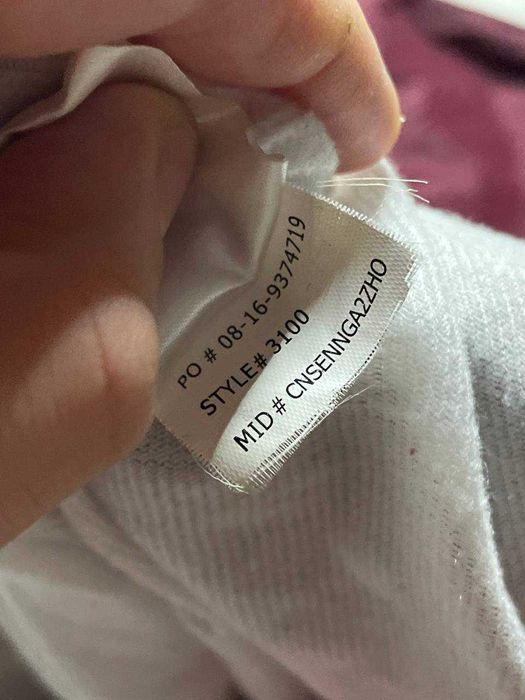 PO # 08-16-9374719
STYLE# 3100
MID # CNSENNGA2ZHO